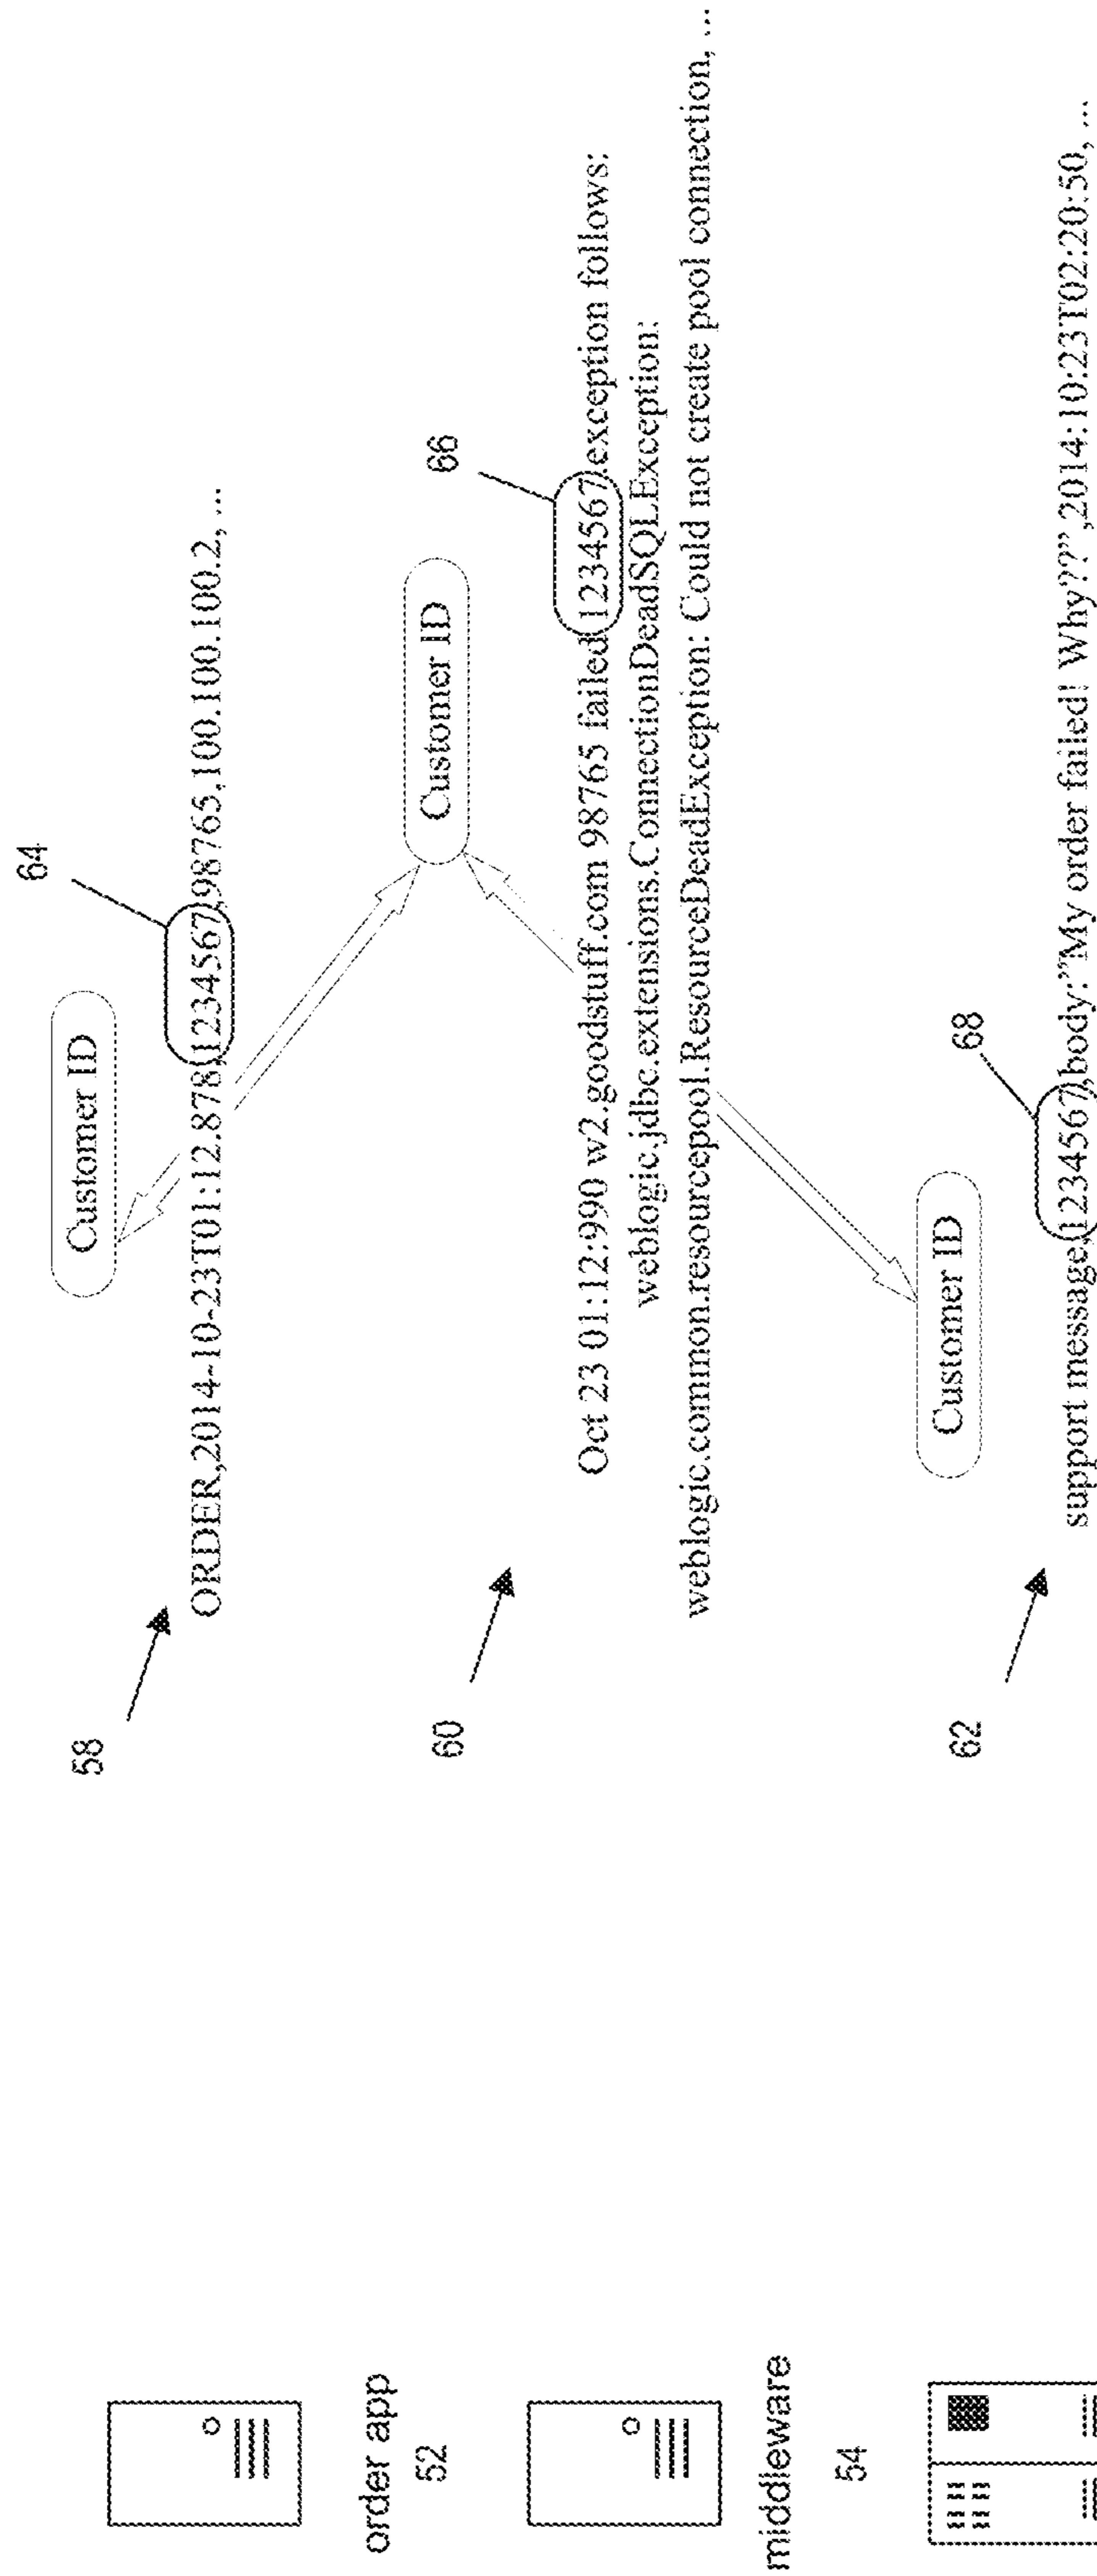 64
Customer ID
58
ORDER,2014-10-23T01:12.878,1234567,98765,100.100.100.2, ...
order app
52
66
Customer ID
60
Oct 23 01:12:990 w2.goodstuff.com 98765 failed 1234567.exception follows:
weblogic.jdbc.extensions.ConnectionDeadSQLException:
weblogic.common.resourcepool.ResourceDeadException: Could not create pool connection, ...
middleware
54
68
Customer ID
62
support message,1234567,body:”My order failed! Why??”,2014:10:23T02:20:50, ...